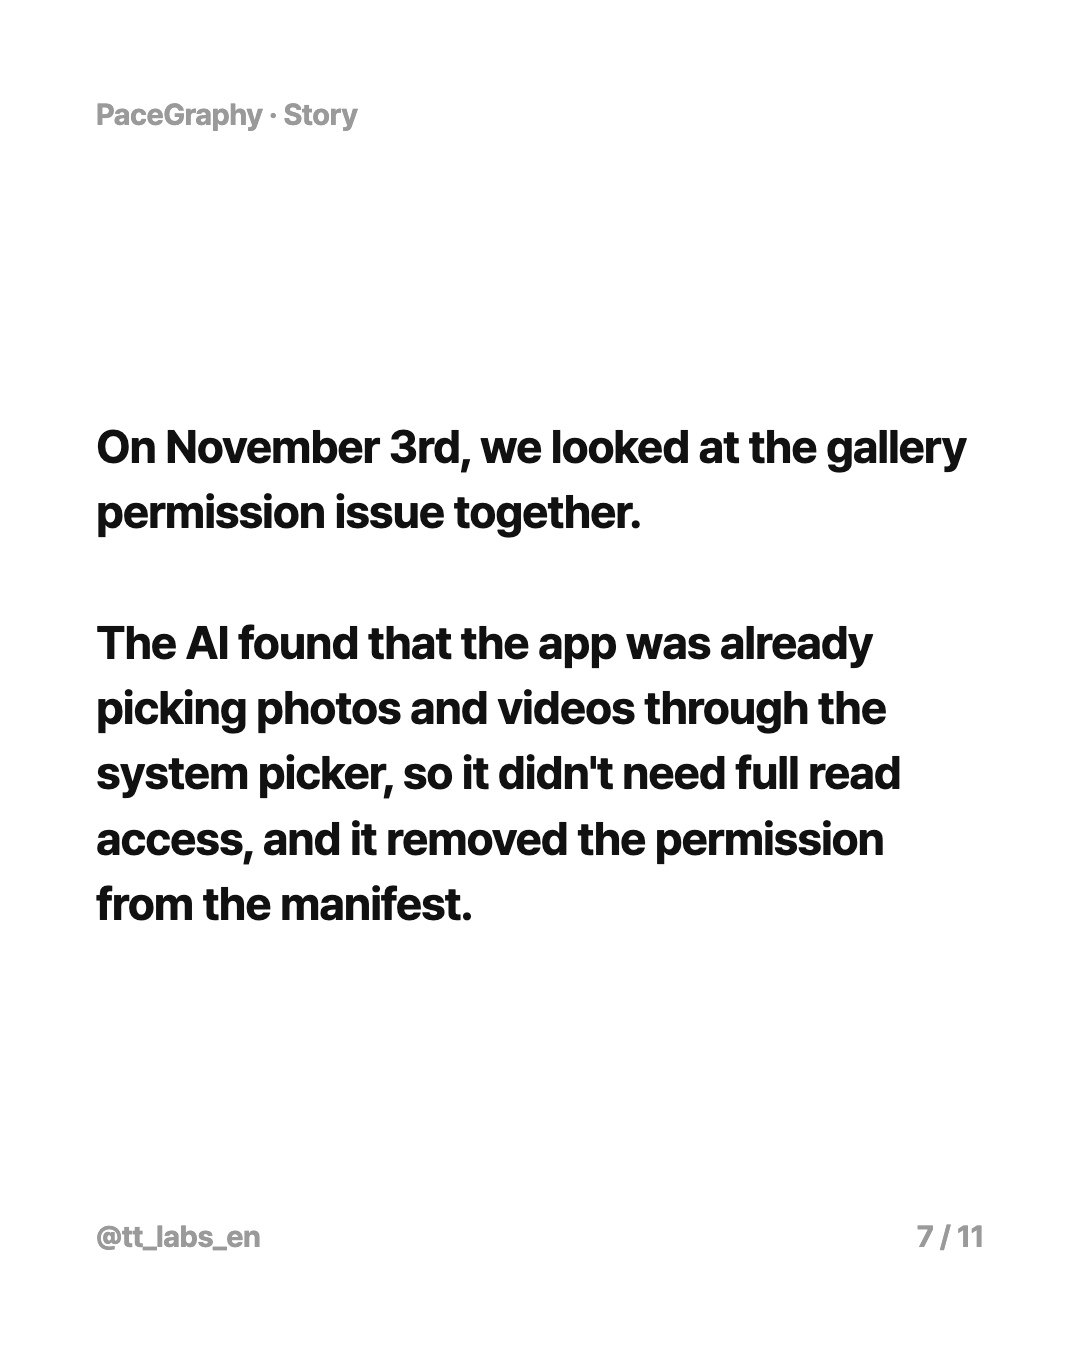 PaceGraphy · Story
On November 3rd, we looked at the gallery
permission issue together.
The AI found that the app was already
picking photos and videos through the
system picker, so it didn't need full read
access, and it removed the permission
from the manifest.
@tt_labs_en
7 / 11